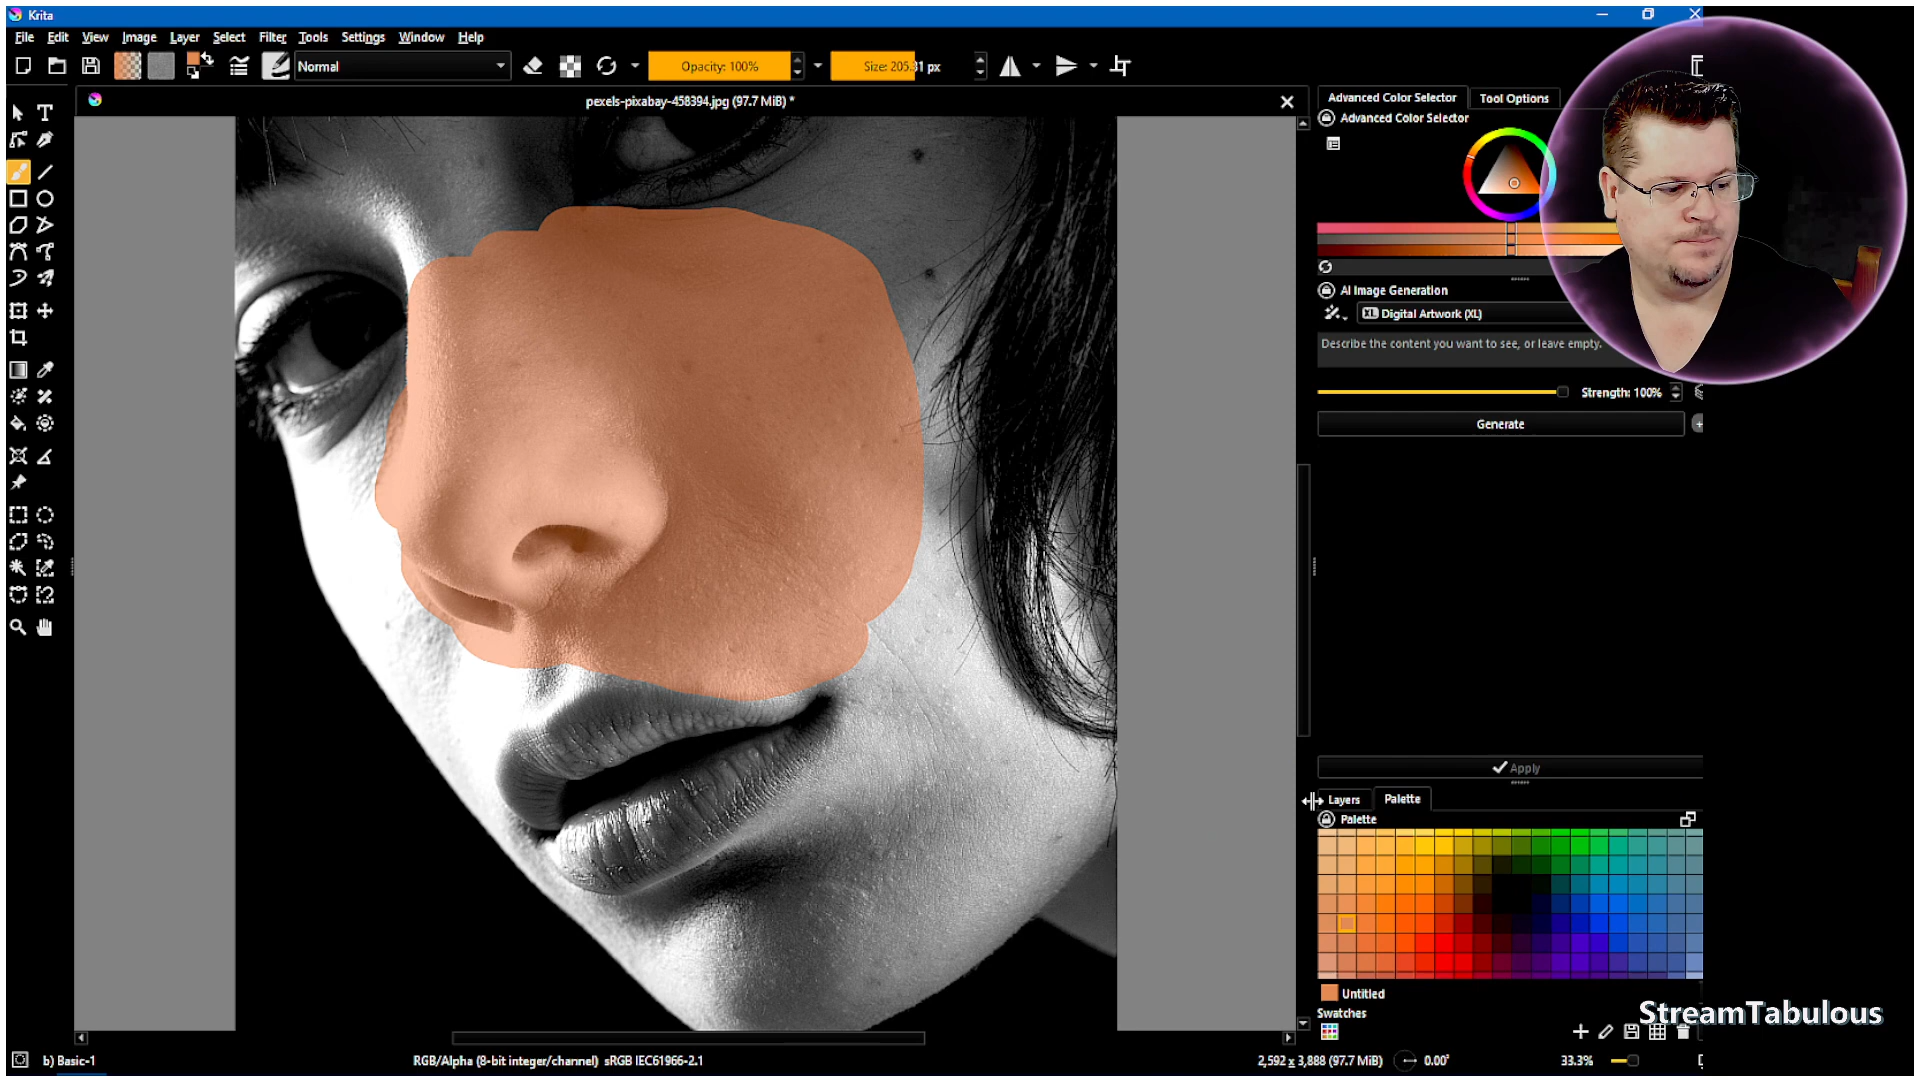 Krita
File Edit View Image Layer Select Filter Tools Settings Window Help
Normal
Opacity: 100%
Size: 205.31 px
pexels-pixabay-458394.jpg (97.7 MiB) *
Advanced Color Selector Tool Options
Advanced Color Selector
AI Image Generation
XL Digital Artwork (XL)
Describe the content you want to see, or leave empty.
Strength: 100%
Generate
Apply
Layers Palette
Palette
Untitled
Swatches
StreamTabulous
b) Basic-1
RGB/Alpha (8-bit integer/channel) sRGB IEC61966-2.1
2,592 x 3,888 (97.7 MiB)
0.00°
33.3%